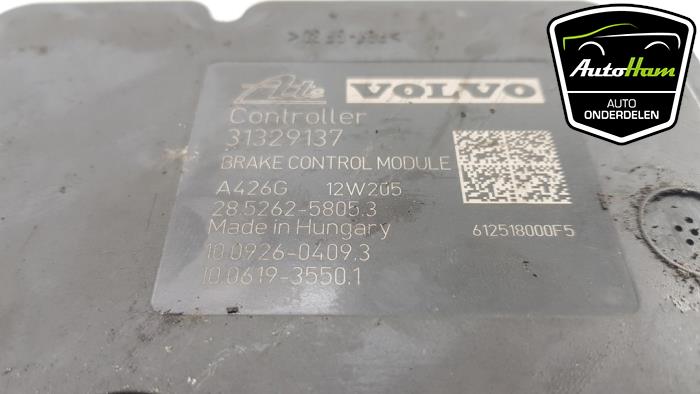 Ate VOLVO
Controller
31329137
BRAKE CONTROL MODULE
A426G 12W205
28.5262-5805.3
Made in Hungary
612518000F5
10.0926-0409.3
10.0619-3550.1
AutoHam
AUTO
ONDERDELEN